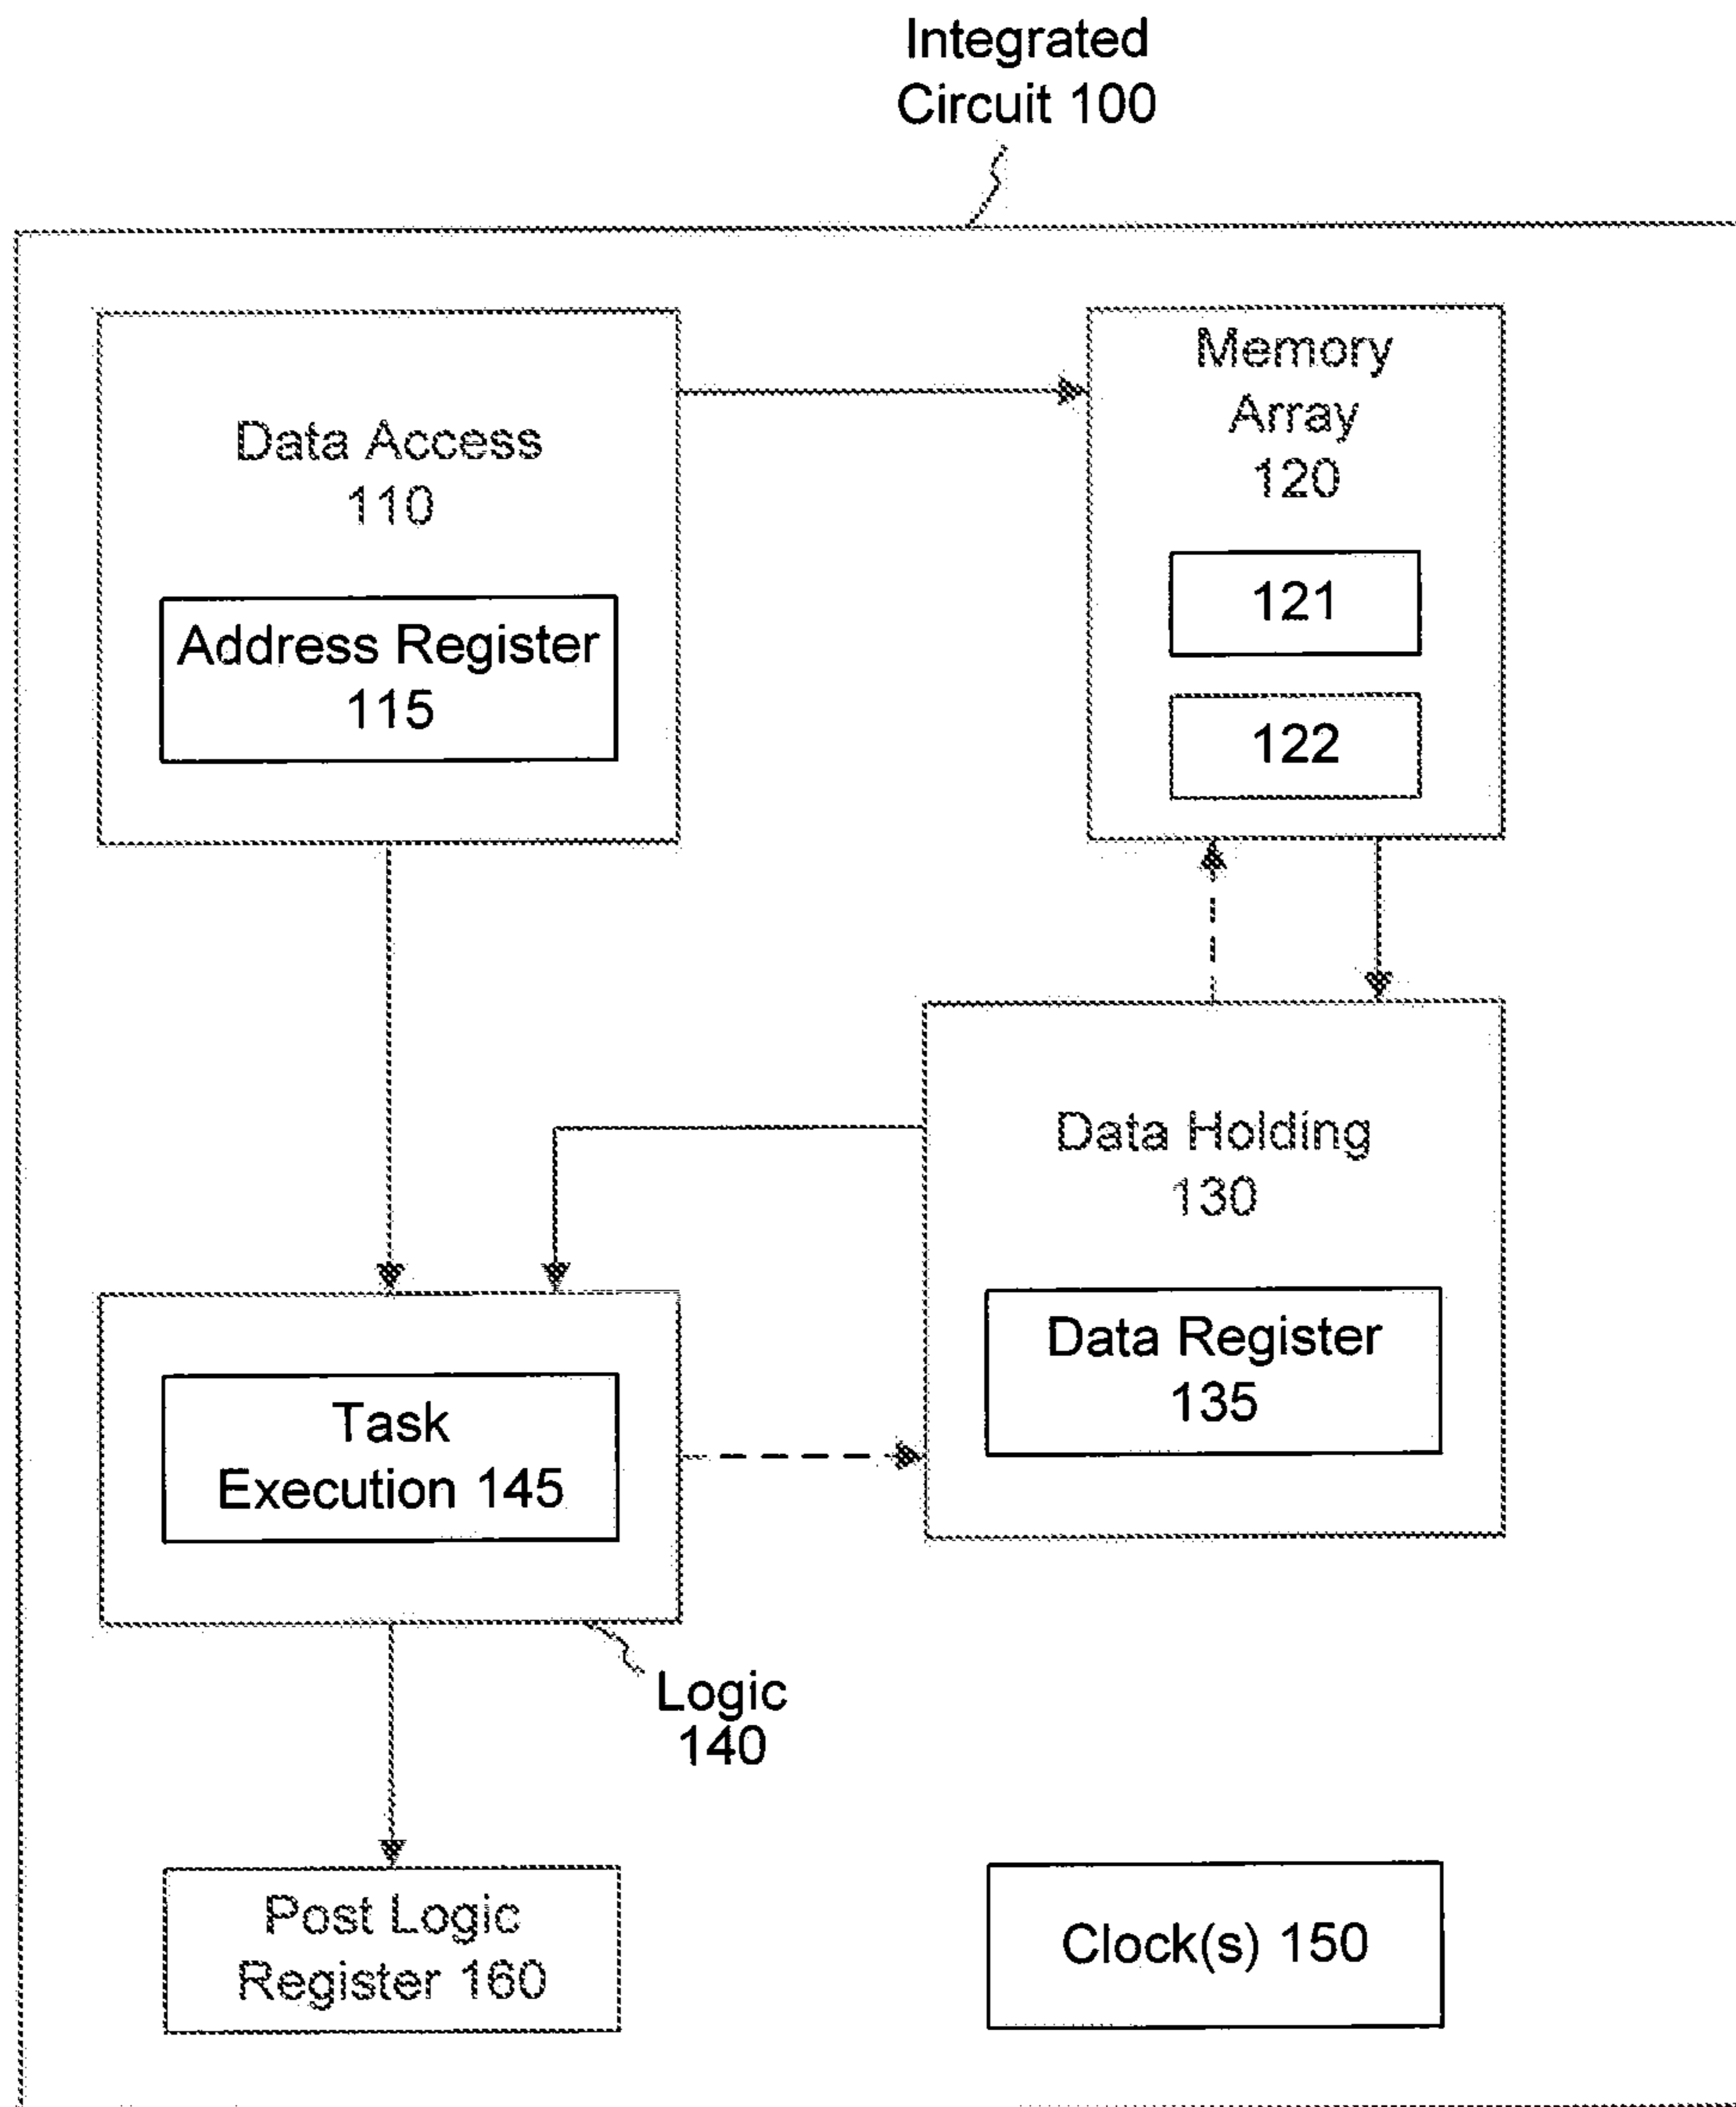 Integrated
Circuit 100
Data Access
110
Address Register
115
Memory
Array
120
121
122
Data Holding
130
Data Register
135
Task
Execution 145
Logic
140
Post Logic
Register 160
Clock(s) 150